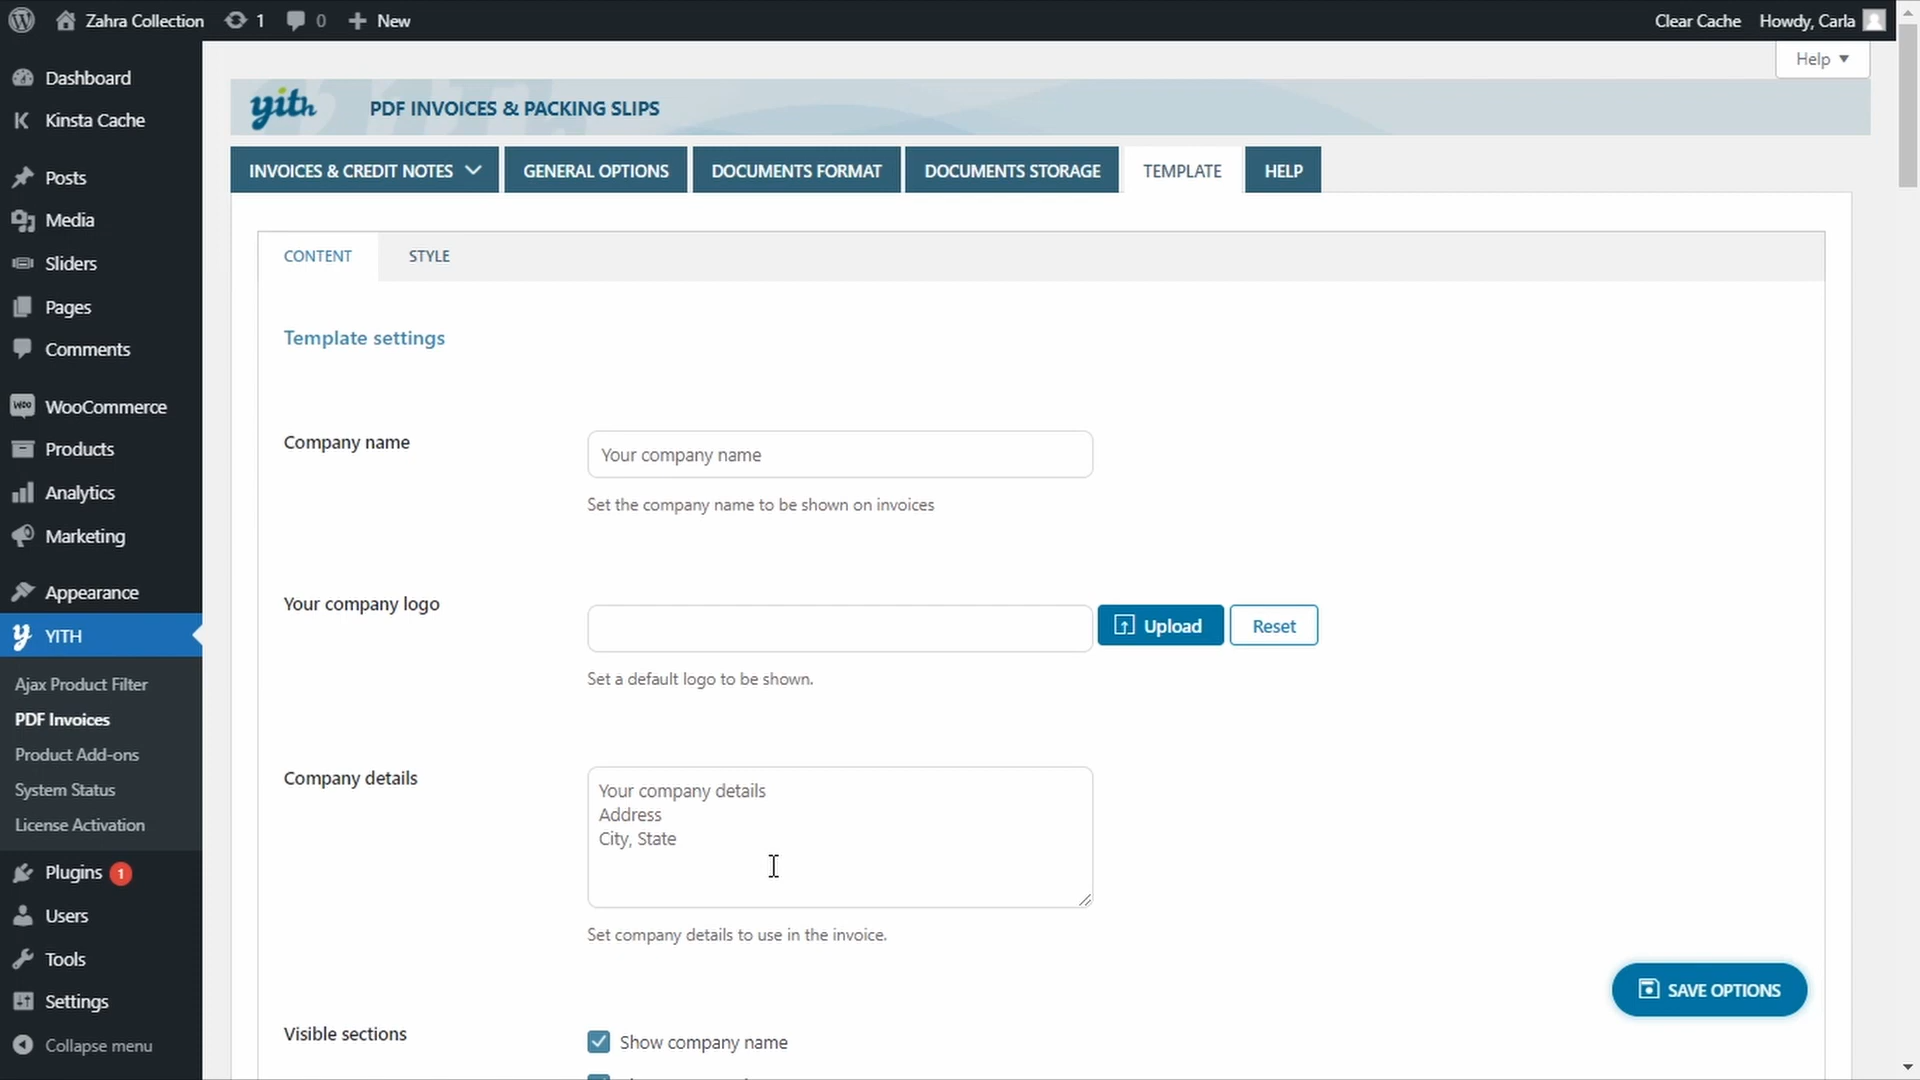 Zahra Collection 1 0 New Clear Cache Howdy, Carla
Help
Dashboard
Kinsta Cache
Posts
Media
Sliders
Pages
Comments
WooCommerce
Products
Analytics
Marketing
Appearance
YITH
Ajax Product Filter
PDF Invoices
Product Add-ons
System Status
License Activation
Plugins 1
Users
Tools
Settings
Collapse menu
yith PDF INVOICES & PACKING SLIPS
INVOICES & CREDIT NOTES GENERAL OPTIONS DOCUMENTS FORMAT DOCUMENTS STORAGE TEMPLATE HELP
CONTENT STYLE
Template settings
Company name Your company name
Set the company name to be shown on invoices
Your company logo Upload Reset
Set a default logo to be shown.
Company details Your company details
Address
City, State
Set company details to use in the invoice.
SAVE OPTIONS
Visible sections Show company name